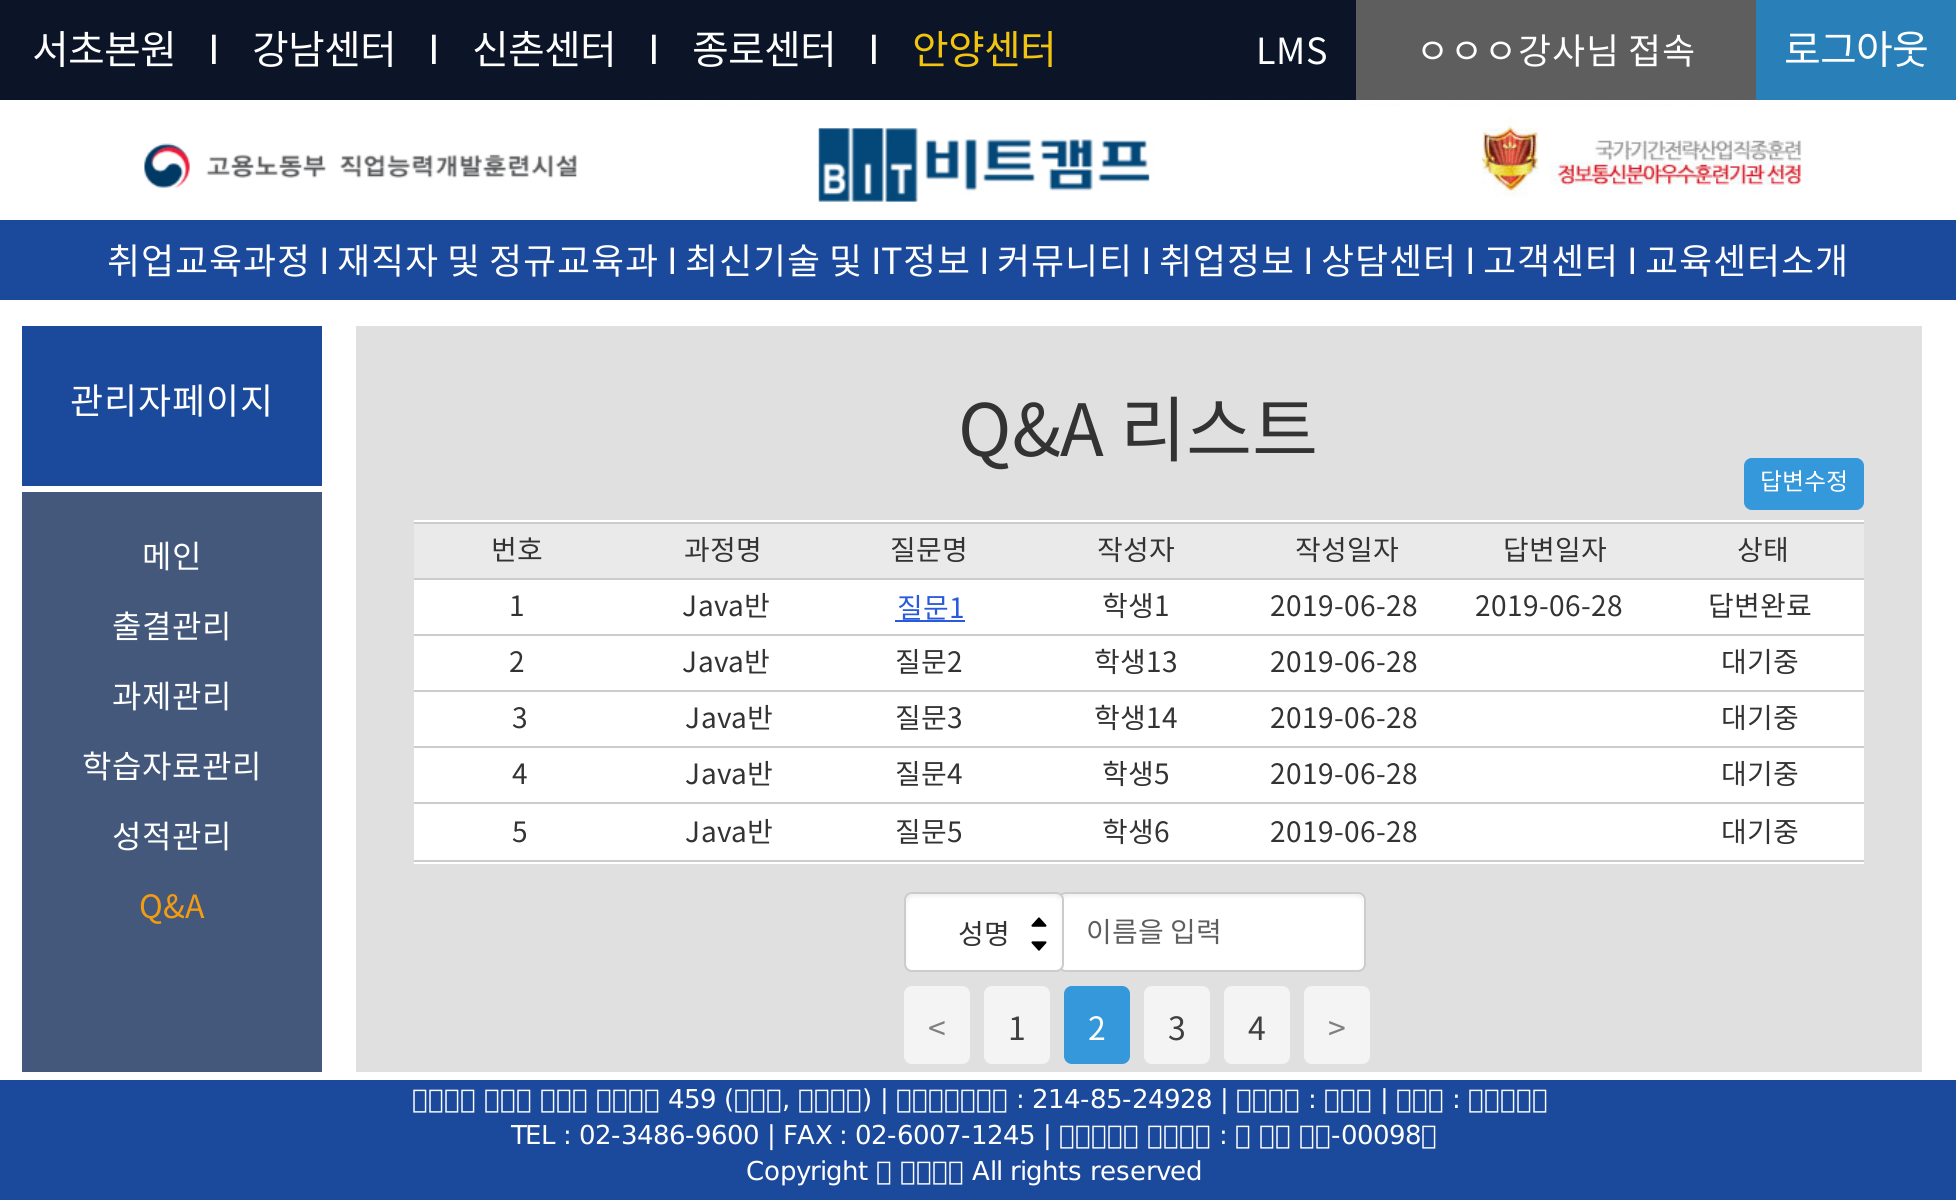 서초본원 I 강남센터 I 신촌센터 I 종로센터 I 안양센터 LMS ㅇㅇㅇ강사님 접속 로그아웃
고용노동부 직업능력개발훈련시설
BIT 비트캠프
국가기간전략산업직종훈련
정보통신분야우수훈련기관 선정
취업교육과정 I 재직자 및 정규교육과 I 최신기술 및 IT정보 I 커뮤니티 I 취업정보 I 상담센터 I 고객센터 I 교육센터소개
관리자페이지
메인
출결관리
과제관리
학습자료관리
성적관리
Q&A
Q&A 리스트
답변수정
번호 과정명 질문명 작성자 작성일자 답변일자 상태
1 Java반 질문1 학생1 2019-06-28 2019-06-28 답변완료
2 Java반 질문2 학생13 2019-06-28 대기중
3 Java반 질문3 학생14 2019-06-28 대기중
4 Java반 질문4 학생5 2019-06-28 대기중
5 Java반 질문5 학생6 2019-06-28 대기중
성명 이름을 입력
< 1 2 3 4 >
459 ( , ) | : 214-85-24928 | : | :
TEL : 02-3486-9600 | FAX : 02-6007-1245 | : -00098
Copyright All rights reserved